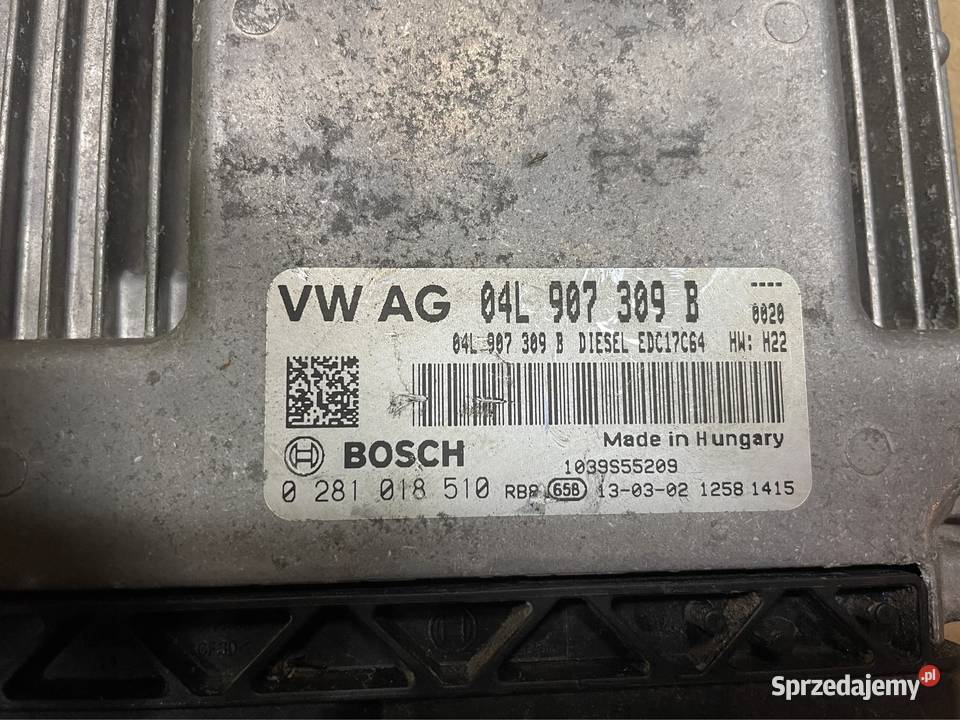 VW AG 04L 907 309 B ----
0020
04L 907 309 B DIESEL EDC17C64 HW: H22
Made in Hungary
BOSCH
1039S55209
0 281 018 510 RB8 656 13-03-02 1258 1415
Sprzedajemy.pl